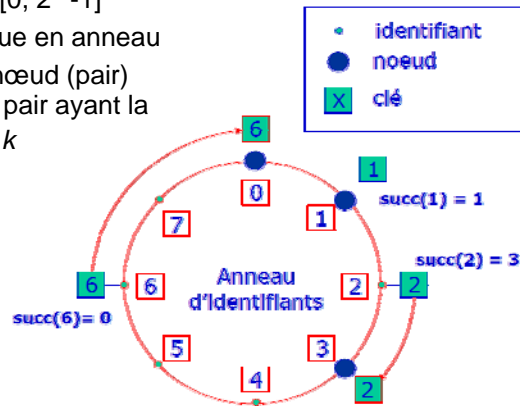 [0, 2 -1]
ue en anneau
nœud (pair)
pair ayant la
k
identifiant
noeud
X clé
6
1
0
1
succ(1) = 1
7
succ(2) = 3
6
6
Anneau
d'identifiants
2
2
succ(6)= 0
5
3
4
2